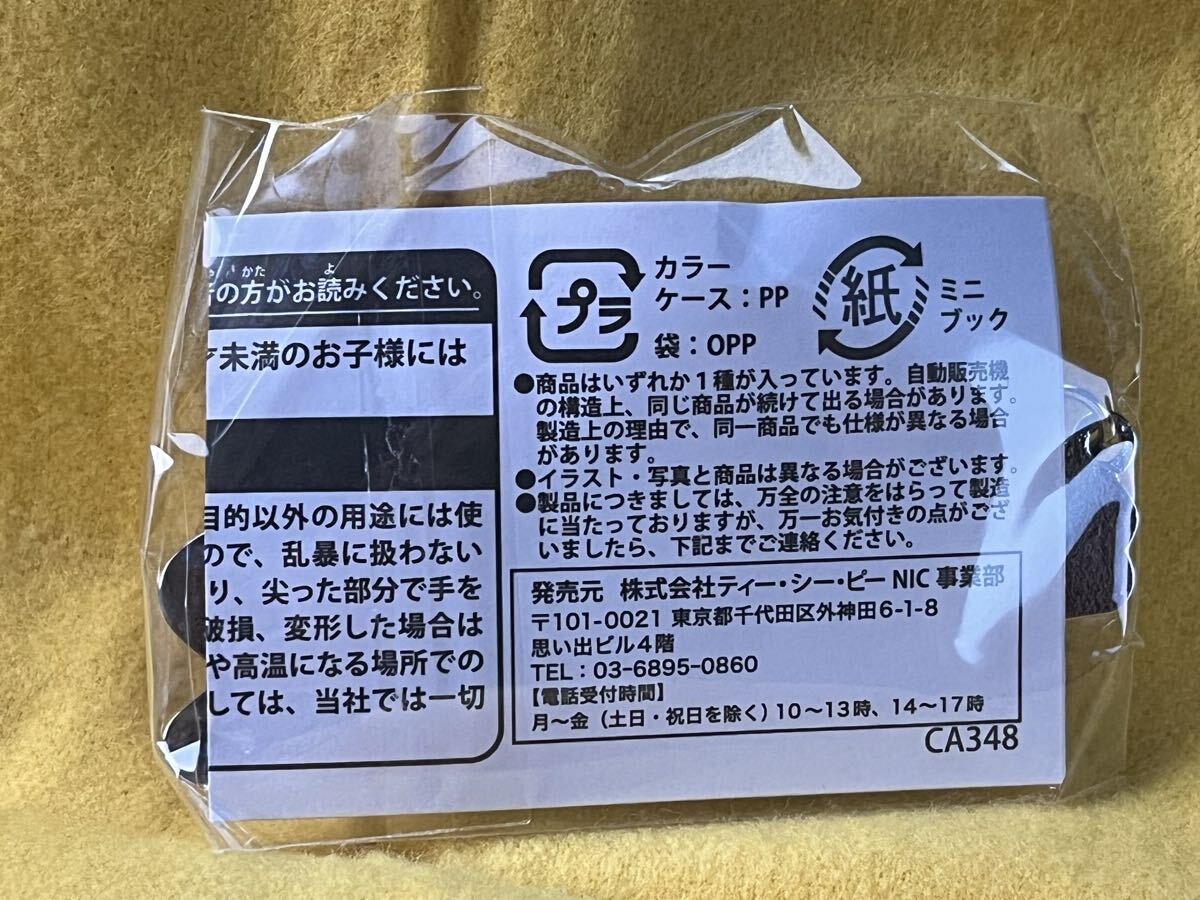 かた よ
の方がお読みください。
未満のお子様には
目的以外の用途には使
ので、乱暴に扱わない
り、尖った部分で手を
破損、変形した場合は
や高温になる場所での
しては、当社では一切
プラ
カラー
ケース：PP
袋：OPP
紙
ミニ
ブック
●商品はいずれか1種が入っています。自動販売機
の構造上、同じ商品が続けて出る場合があります。
製造上の理由で、同一商品でも仕様が異なる場合
があります。
●イラスト・写真と商品は異なる場合がございます。
●製品につきましては、万全の注意をはらって製造
に当たっておりますが、万一お気付きの点がござ
いましたら、下記までご連絡ください。
発売元 株式会社ティー・シー・ピー NIC 事業部
〒101-0021 東京都千代田区外神田6-1-8
思い出ビル4階
TEL：03-6895-0860
【電話受付時間】
月～金（土日・祝日を除く）10～13時、14～17時
CA348